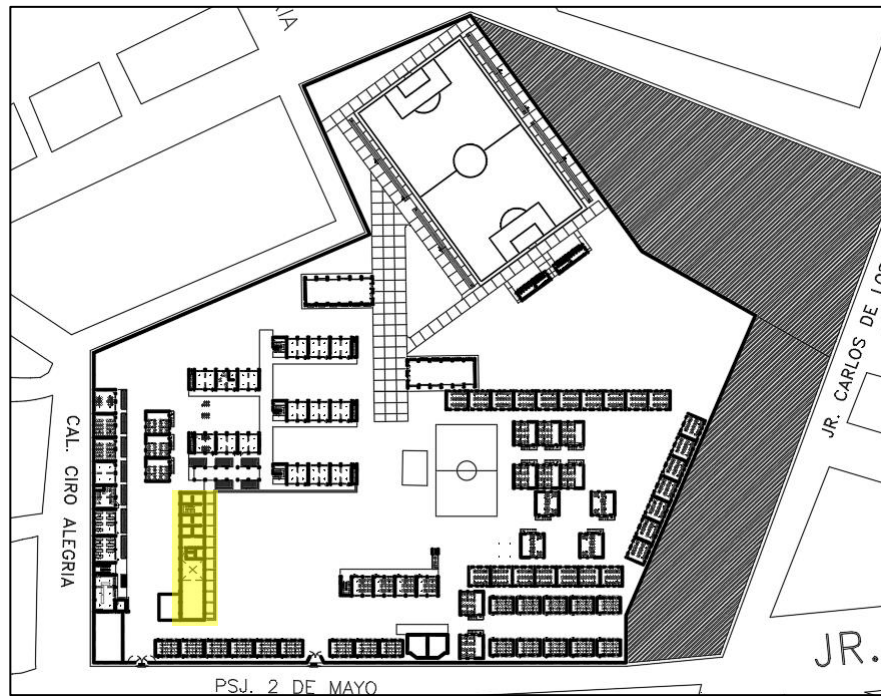 CAL. CIRO ALEGRIA
JR. CARLOS DE LOS
PSJ. 2 DE MAYO
JR.